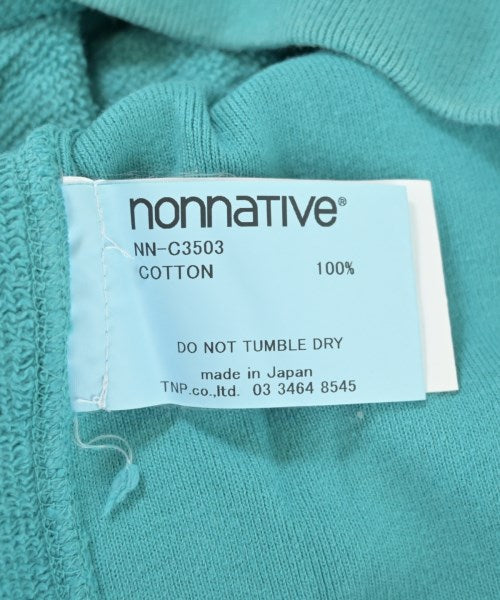 nonnative®
NN-C3503
COTTON 100%
DO NOT TUMBLE DRY
made in Japan
TNP.co.,ltd. 03 3464 8545